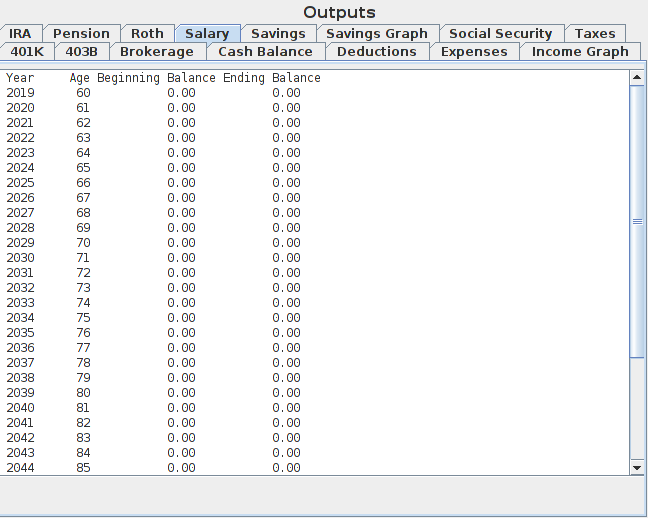 Outputs
IRA Pension Roth Salary Savings Savings Graph Social Security Taxes
401K 403B Brokerage Cash Balance Deductions Expenses Income Graph
Year Age Beginning Balance Ending Balance
2019 60 0.00 0.00
2020 61 0.00 0.00
2021 62 0.00 0.00
2022 63 0.00 0.00
2023 64 0.00 0.00
2024 65 0.00 0.00
2025 66 0.00 0.00
2026 67 0.00 0.00
2027 68 0.00 0.00
2028 69 0.00 0.00
2029 70 0.00 0.00
2030 71 0.00 0.00
2031 72 0.00 0.00
2032 73 0.00 0.00
2033 74 0.00 0.00
2034 75 0.00 0.00
2035 76 0.00 0.00
2036 77 0.00 0.00
2037 78 0.00 0.00
2038 79 0.00 0.00
2039 80 0.00 0.00
2040 81 0.00 0.00
2041 82 0.00 0.00
2042 83 0.00 0.00
2043 84 0.00 0.00
2044 85 0.00 0.00